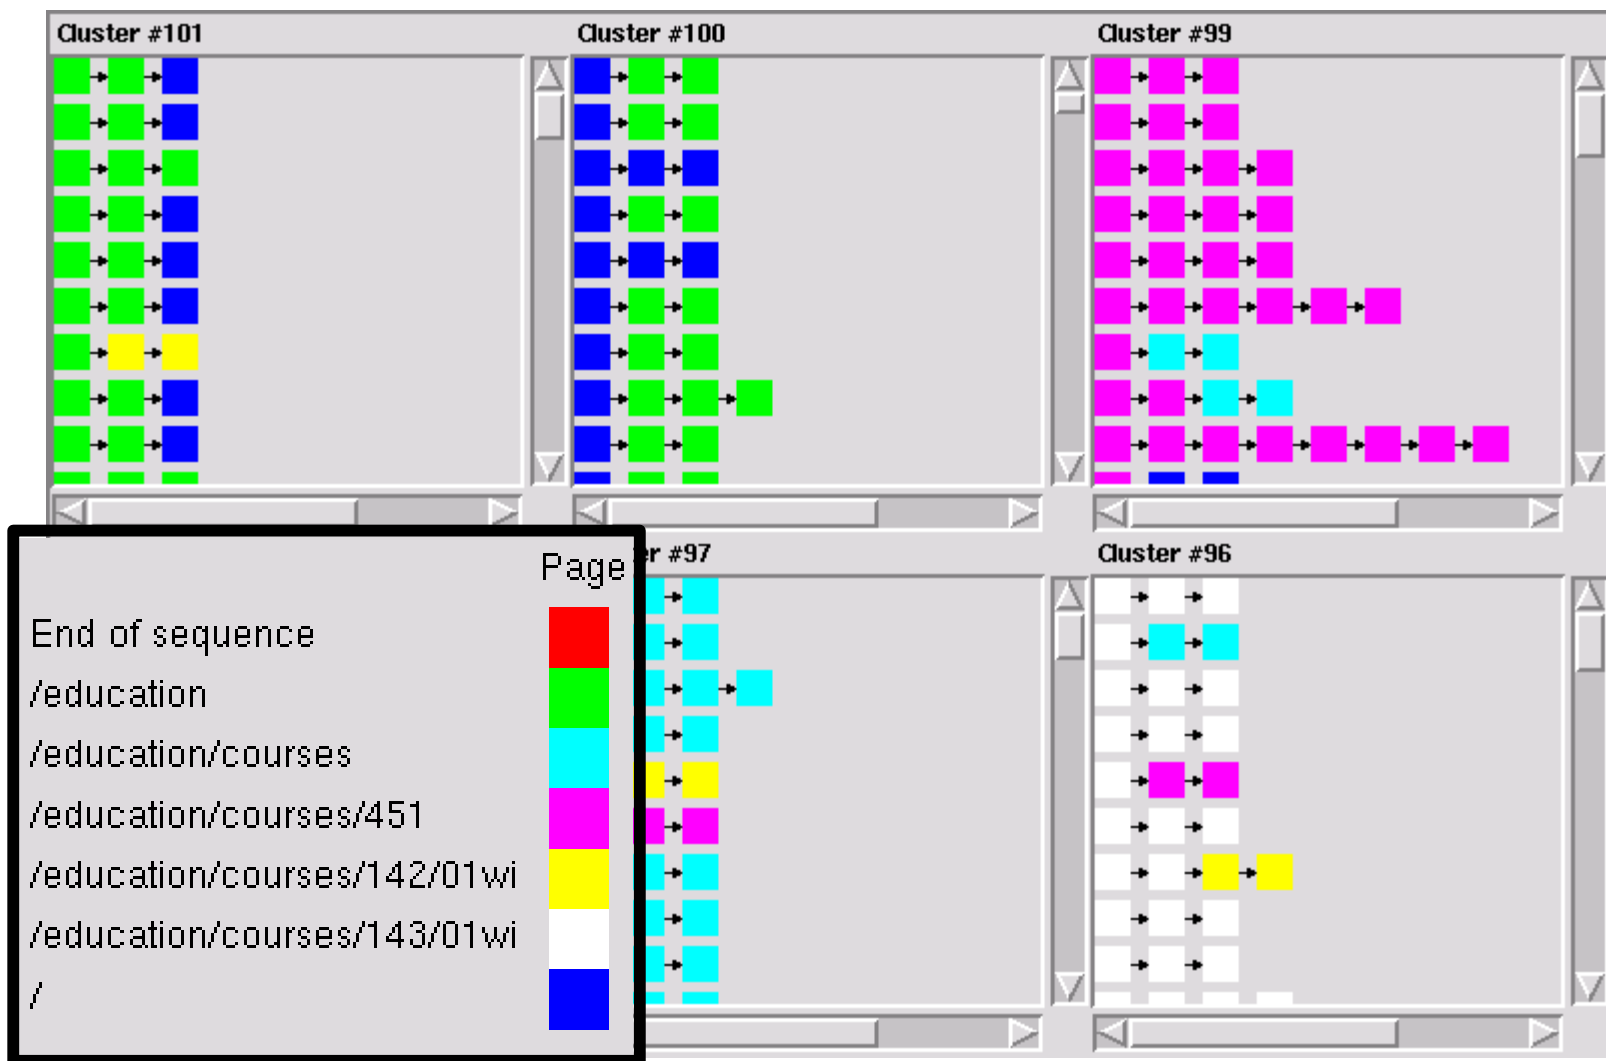 Cluster #101
Cluster #100
Cluster #99
er #97
Cluster #96
Page
End of sequence
/education
/education/courses
/education/courses/451
/education/courses/142/01wi
/education/courses/143/01wi
/